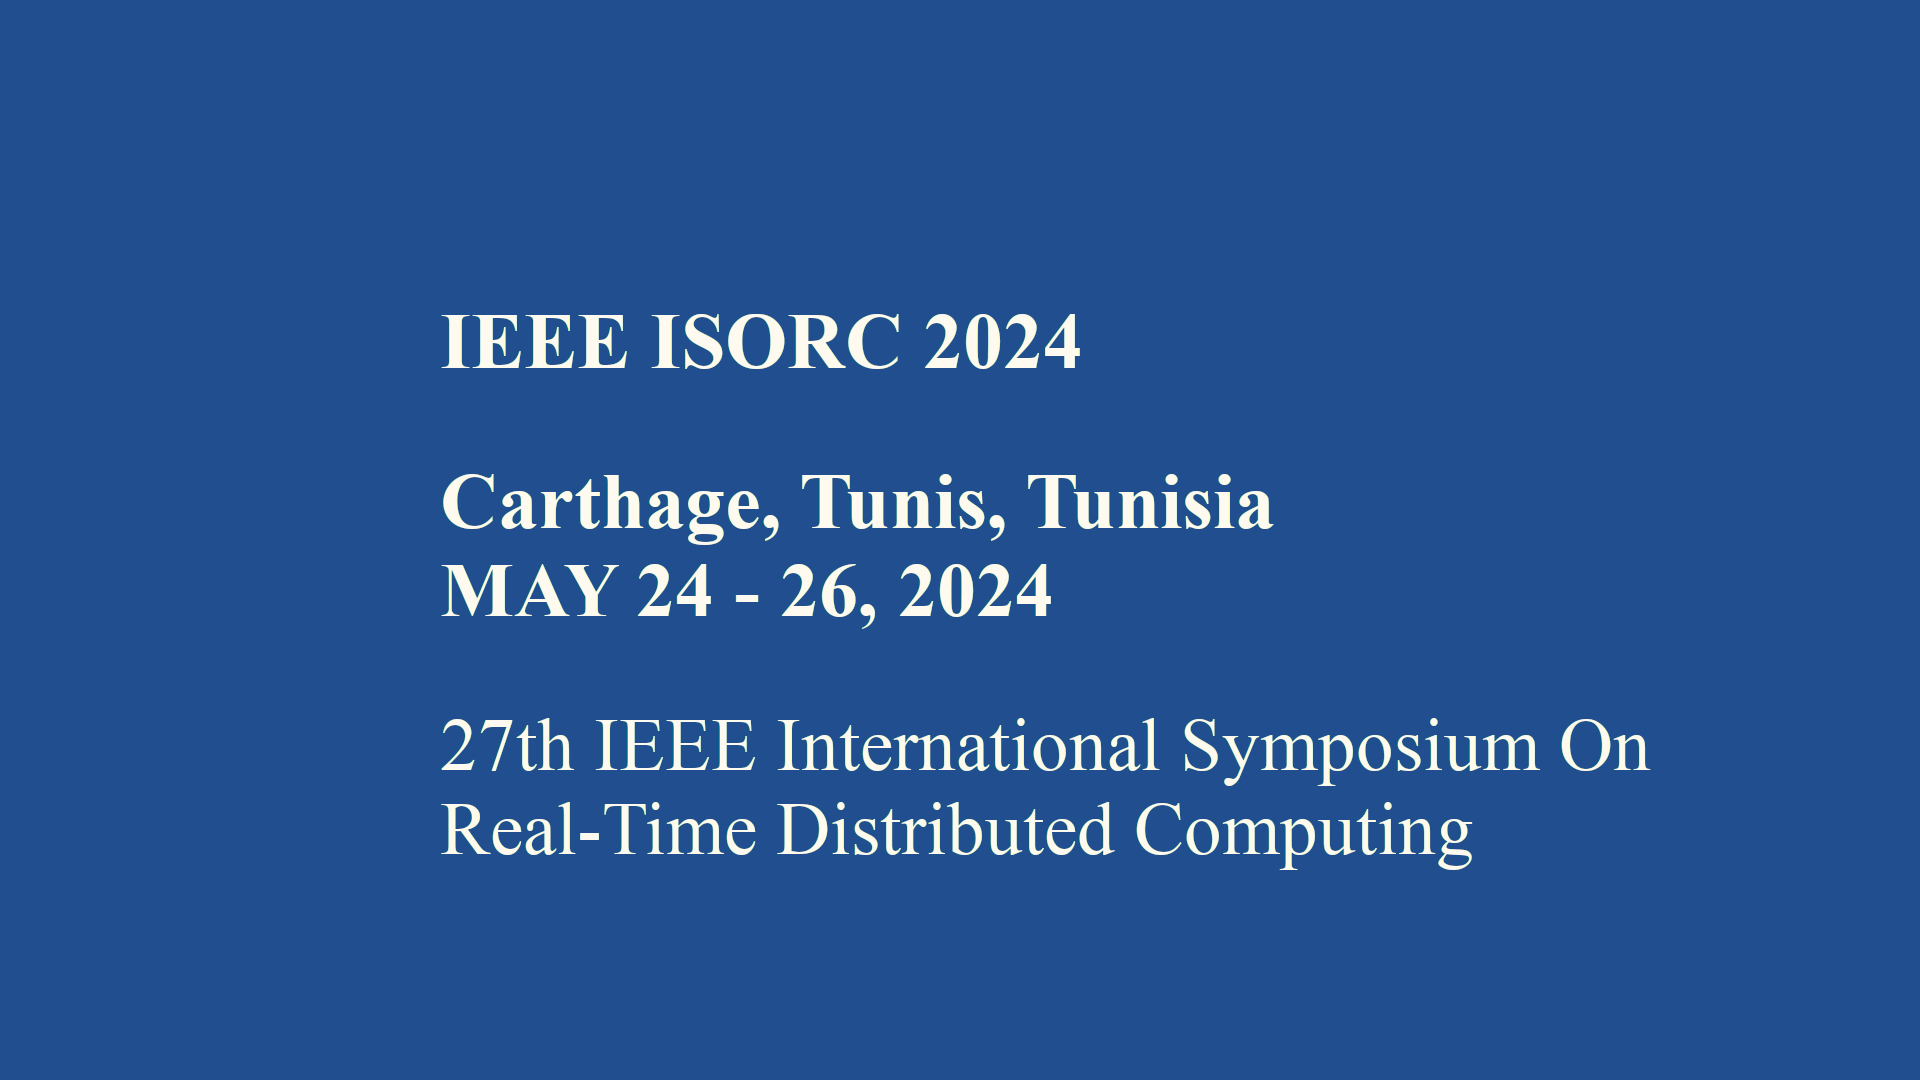 IEEE ISORC 2024
Carthage, Tunis, Tunisia
MAY 24 - 26, 2024
27th IEEE International Symposium On
Real-Time Distributed Computing